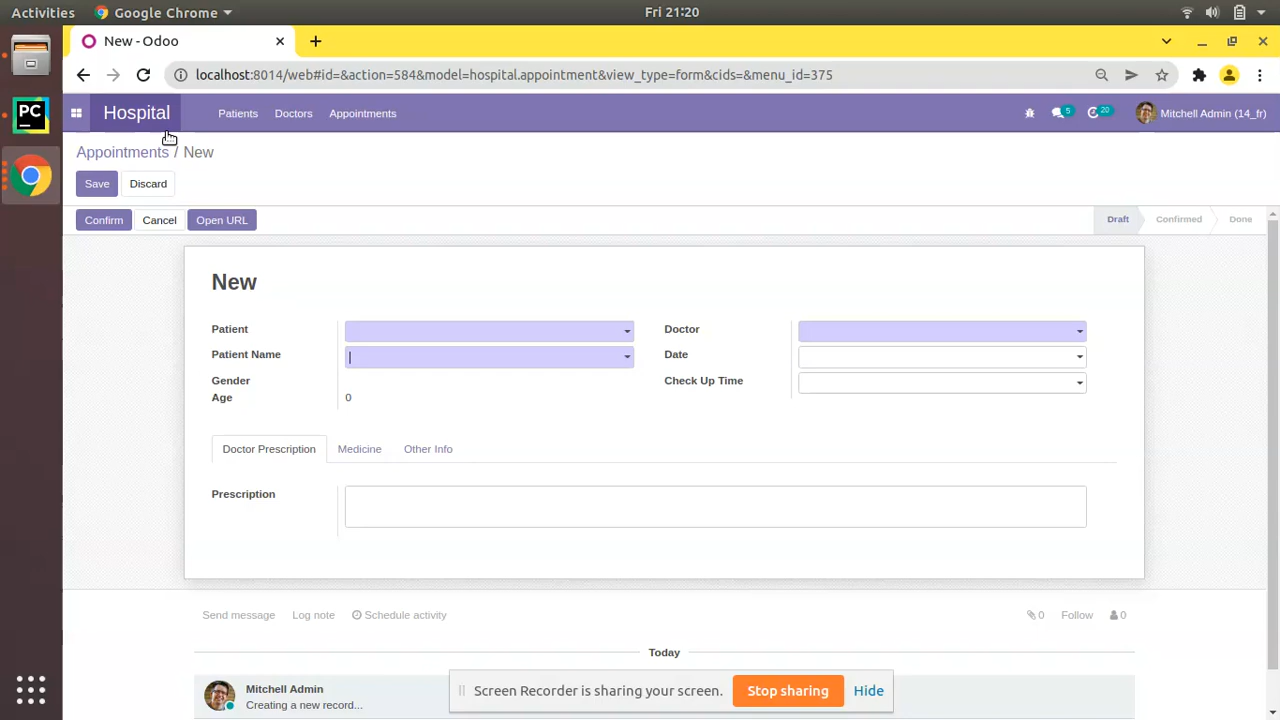 Activities Google Chrome Fri 21:20
New - Odoo
localhost:8014/web#id=&action=584&model=hospital.appointment&view_type=form&cids=&menu_id=375
Hospital Patients Doctors Appointments 5 20 Mitchell Admin (14_fr)
Appointments / New
Save Discard
Confirm Cancel Open URL Draft Confirmed Done
New
Patient Doctor
Patient Name Date
Gender Check Up Time
Age 0
Doctor Prescription Medicine Other Info
Prescription
Send message Log note Schedule activity 0 Follow 0
Today
Mitchell Admin
Creating a new record...
Screen Recorder is sharing your screen. Stop sharing Hide
PC